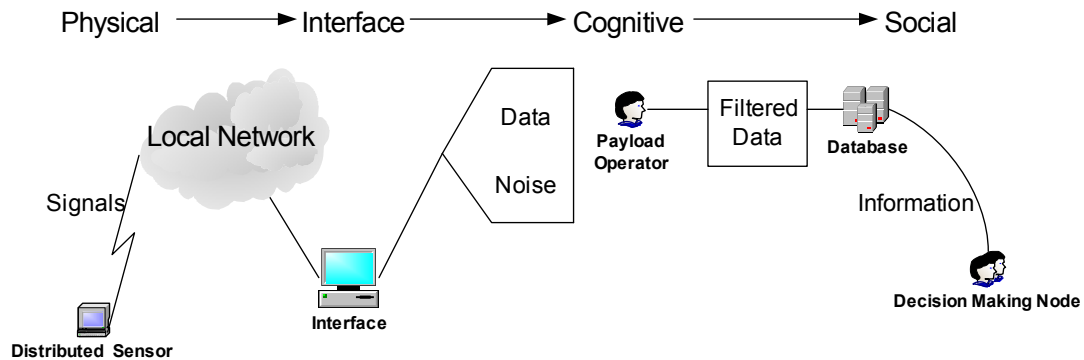 Physical Interface Cognitive Social
Local Network
Signals
Distributed Sensor
Interface
Data
Noise
Payload
Operator
Filtered
Data
Database
Information
Decision Making Node